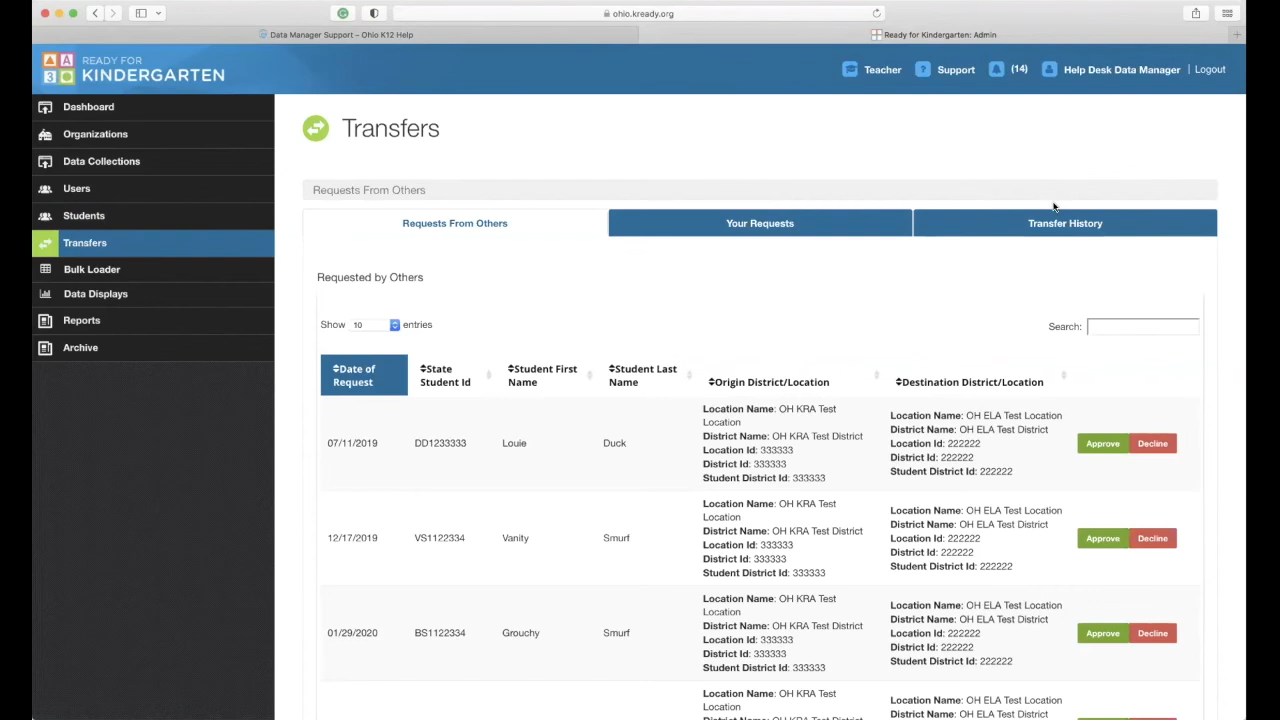 ohio.kready.org
Data Manager Support – Ohio K12 Help
Ready for Kindergarten: Admin
READY FOR
KINDERGARTEN
Teacher
Support
(14)
Help Desk Data Manager | Logout
Dashboard
Organizations
Data Collections
Users
Students
Transfers
Bulk Loader
Data Displays
Reports
Archive
Transfers
Requests From Others
Requests From Others
Your Requests
Transfer History
Requested by Others
Show 10 entries
Search:
Date of
Request
State
Student Id
Student First
Name
Student Last
Name
Origin District/Location
Destination District/Location
07/11/2019
DD1233333
Louie
Duck
Location Name: OH KRA Test
Location
District Name: OH KRA Test District
Location Id: 333333
District Id: 333333
Student District Id: 333333
Location Name: OH ELA Test Location
District Name: OH ELA Test District
Location Id: 222222
District Id: 222222
Student District Id: 222222
Approve
Decline
12/17/2019
VS1122334
Vanity
Smurf
Location Name: OH KRA Test
Location
District Name: OH KRA Test District
Location Id: 333333
District Id: 333333
Student District Id: 333333
Location Name: OH ELA Test Location
District Name: OH ELA Test District
Location Id: 222222
District Id: 222222
Student District Id: 222222
Approve
Decline
01/29/2020
BS1122334
Grouchy
Smurf
Location Name: OH KRA Test
Location
District Name: OH KRA Test District
Location Id: 333333
District Id: 333333
Student District Id: 333333
Location Name: OH ELA Test Location
District Name: OH ELA Test District
Location Id: 222222
District Id: 222222
Student District Id: 222222
Approve
Decline
Location Name: OH KRA Test
Location
Location Name: OH ELA Test Location
District Name: OH ELA Test District